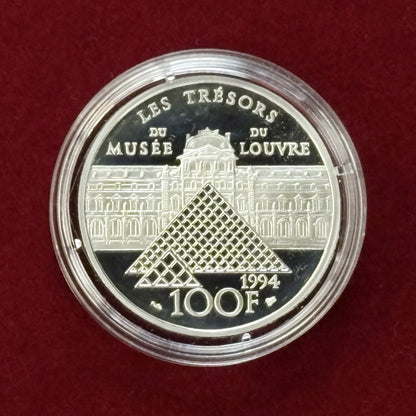 LES TRÉSORS
DU DU
MUSÉE LOUVRE
1994
100F